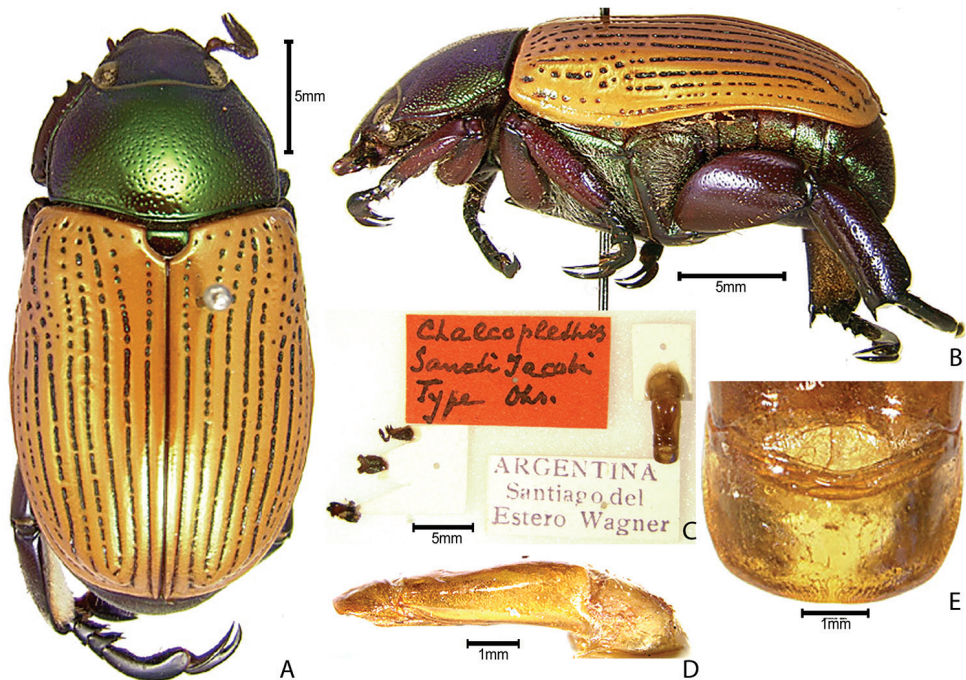 5mm
A
5mm
B
Chalcoplethis
Sancti Jacobi
Type Ohs.
ARGENTINA
Santiago del
Estero Wagner
5mm
C
1mm
D
1mm
E